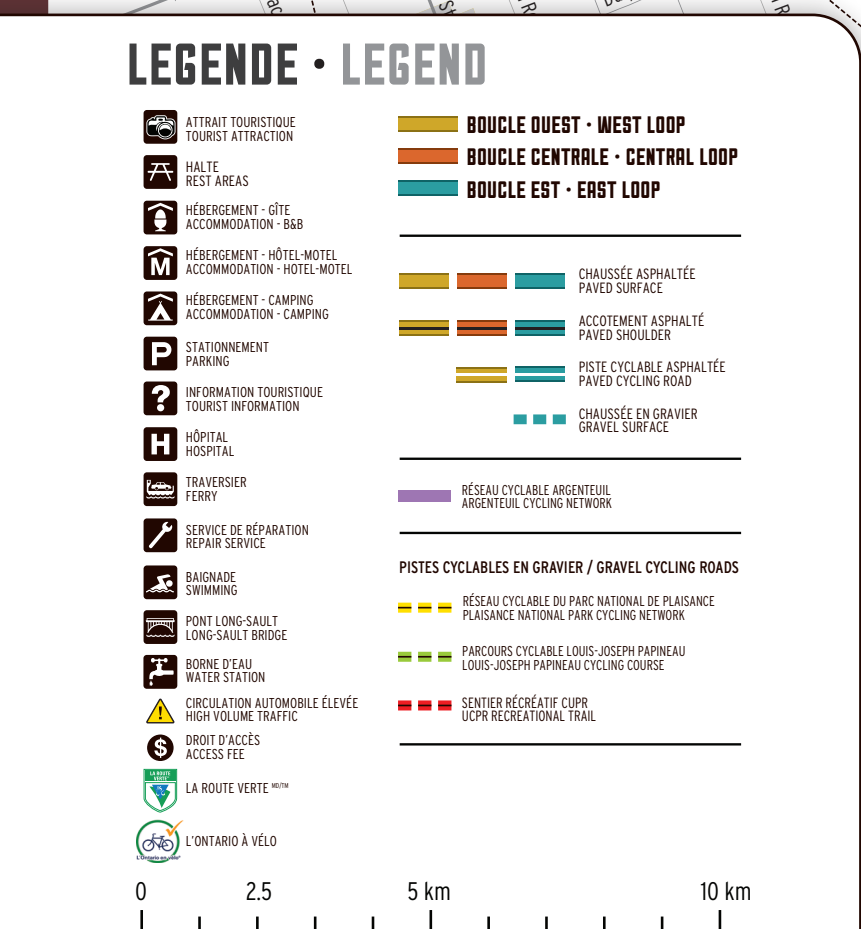 LEGENDE • LEGEND
ATTRAIT TOURISTIQUE
TOURIST ATTRACTION
HALTE
REST AREAS
HÉBERGEMENT - GÎTE
ACCOMMODATION - B&B
M
HÉBERGEMENT - HÔTEL-MOTEL
ACCOMMODATION - HOTEL-MOTEL
HÉBERGEMENT - CAMPING
ACCOMMODATION - CAMPING
P
STATIONNEMENT
PARKING
?
INFORMATION TOURISTIQUE
TOURIST INFORMATION
H
HÔPITAL
HOSPITAL
TRAVERSIER
FERRY
SERVICE DE RÉPARATION
REPAIR SERVICE
BAIGNADE
SWIMMING
PONT LONG-SAULT
LONG-SAULT BRIDGE
BORNE D'EAU
WATER STATION
!
CIRCULATION AUTOMOBILE ÉLEVÉE
HIGH VOLUME TRAFFIC
$
DROIT D'ACCÈS
ACCESS FEE
LA ROUTE
VERTE
LA ROUTE VERTE MD/TM
L'Ontario en vélo
L'ONTARIO À VÉLO
BOUCLE OUEST • WEST LOOP
BOUCLE CENTRALE • CENTRAL LOOP
BOUCLE EST • EAST LOOP
CHAUSSÉE ASPHALTÉE
PAVED SURFACE
ACCOTEMENT ASPHALTÉ
PAVED SHOULDER
PISTE CYCLABLE ASPHALTÉE
PAVED CYCLING ROAD
CHAUSSÉE EN GRAVIER
GRAVEL SURFACE
RÉSEAU CYCLABLE ARGENTEUIL
ARGENTEUIL CYCLING NETWORK
PISTES CYCLABLES EN GRAVIER / GRAVEL CYCLING ROADS
RÉSEAU CYCLABLE DU PARC NATIONAL DE PLAISANCE
PLAISANCE NATIONAL PARK CYCLING NETWORK
PARCOURS CYCLABLE LOUIS-JOSEPH PAPINEAU
LOUIS-JOSEPH PAPINEAU CYCLING COURSE
SENTIER RÉCRÉATIF CUPR
UCPR RECREATIONAL TRAIL
0 2.5 5 km 10 km